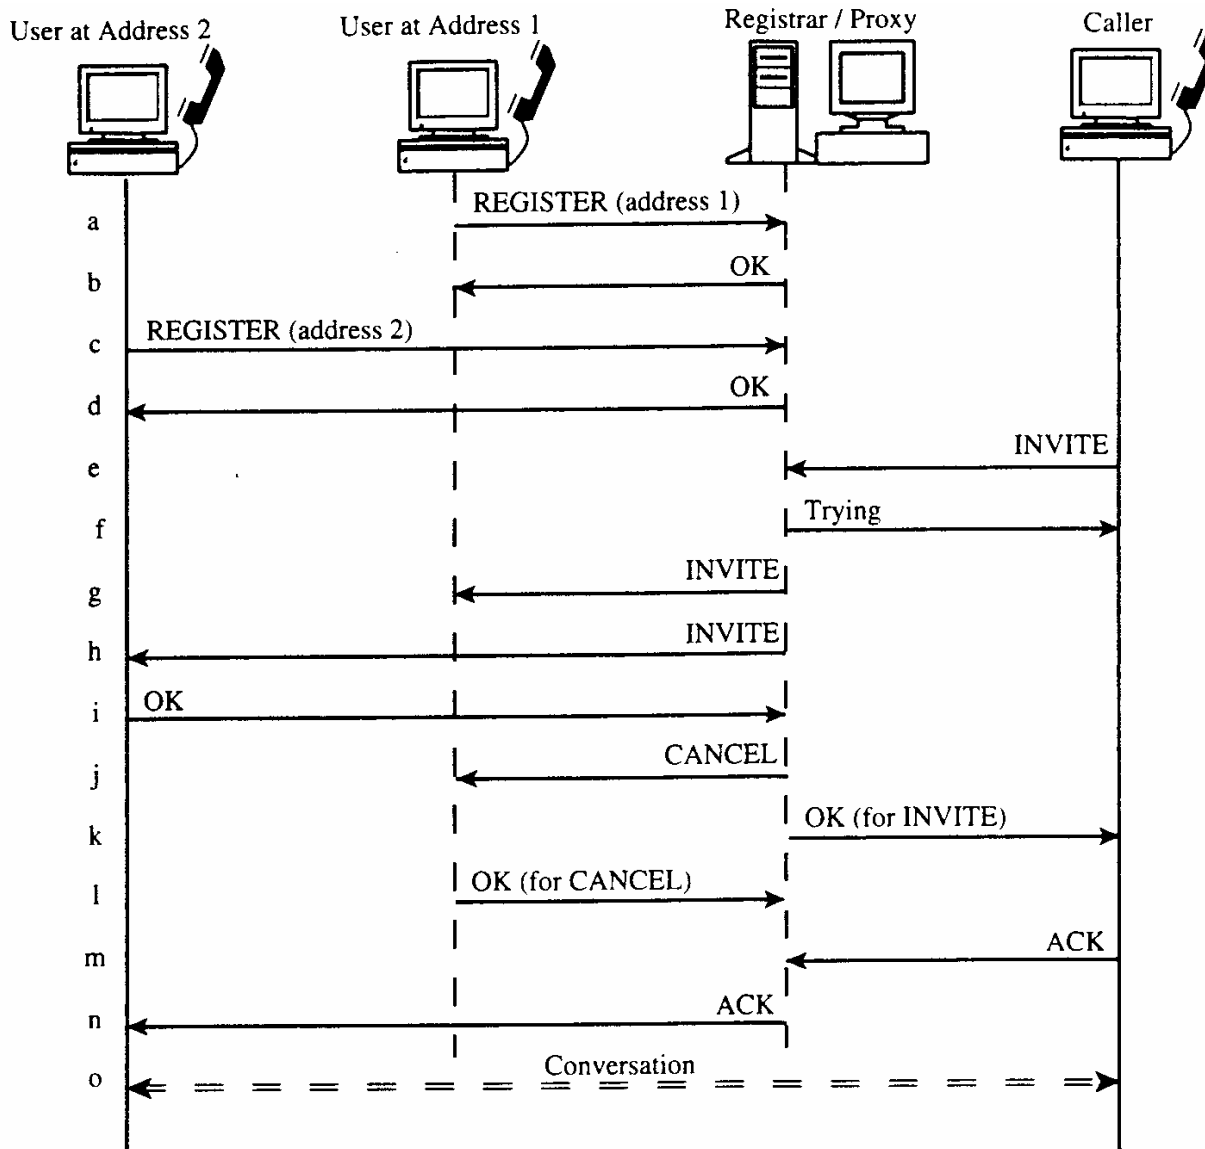 User at Address 2
User at Address 1
Registrar / Proxy
Caller
a
REGISTER (address 1)
b
OK
c
REGISTER (address 2)
d
OK
e
INVITE
f
Trying
g
INVITE
h
INVITE
i
OK
j
CANCEL
k
OK (for INVITE)
l
OK (for CANCEL)
m
ACK
n
ACK
o
Conversation